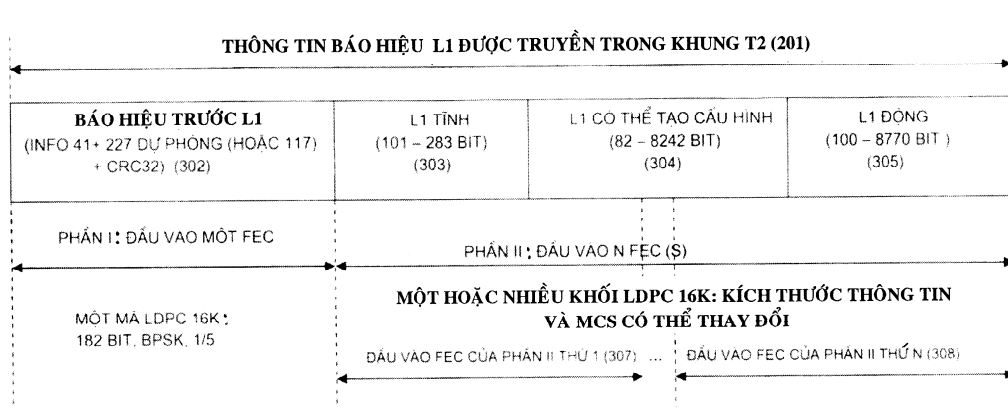 THÔNG TIN BÁO HIỆU L1 ĐƯỢC TRUYỀN TRONG KHUNG T2 (201)
BÁO HIỆU TRƯỚC L1
(INFO 41+ 227 DỰ PHÒNG (HOẶC 117)
+ CRC32) (302)
L1 TĨNH
(101 – 283 BIT)
(303)
L1 CÓ THỂ TẠO CẤU HÌNH
(82 – 8242 BIT)
(304)
L1 ĐỘNG
(100 – 8770 BIT )
(305)
PHẦN I: ĐẦU VÀO MỘT FEC
PHẦN II: ĐẦU VÀO N FEC (S)
MỘT MÃ LDPC 16K:
182 BIT, BPSK, 1/5
MỘT HOẶC NHIỀU KHỐI LDPC 16K: KÍCH THƯỚC THÔNG TIN
VÀ MCS CÓ THỂ THAY ĐỔI
ĐẦU VÀO FEC CỦA PHẦN II THỨ 1 (307) ... ĐẦU VÀO FEC CỦA PHẦN II THỨ N (308)